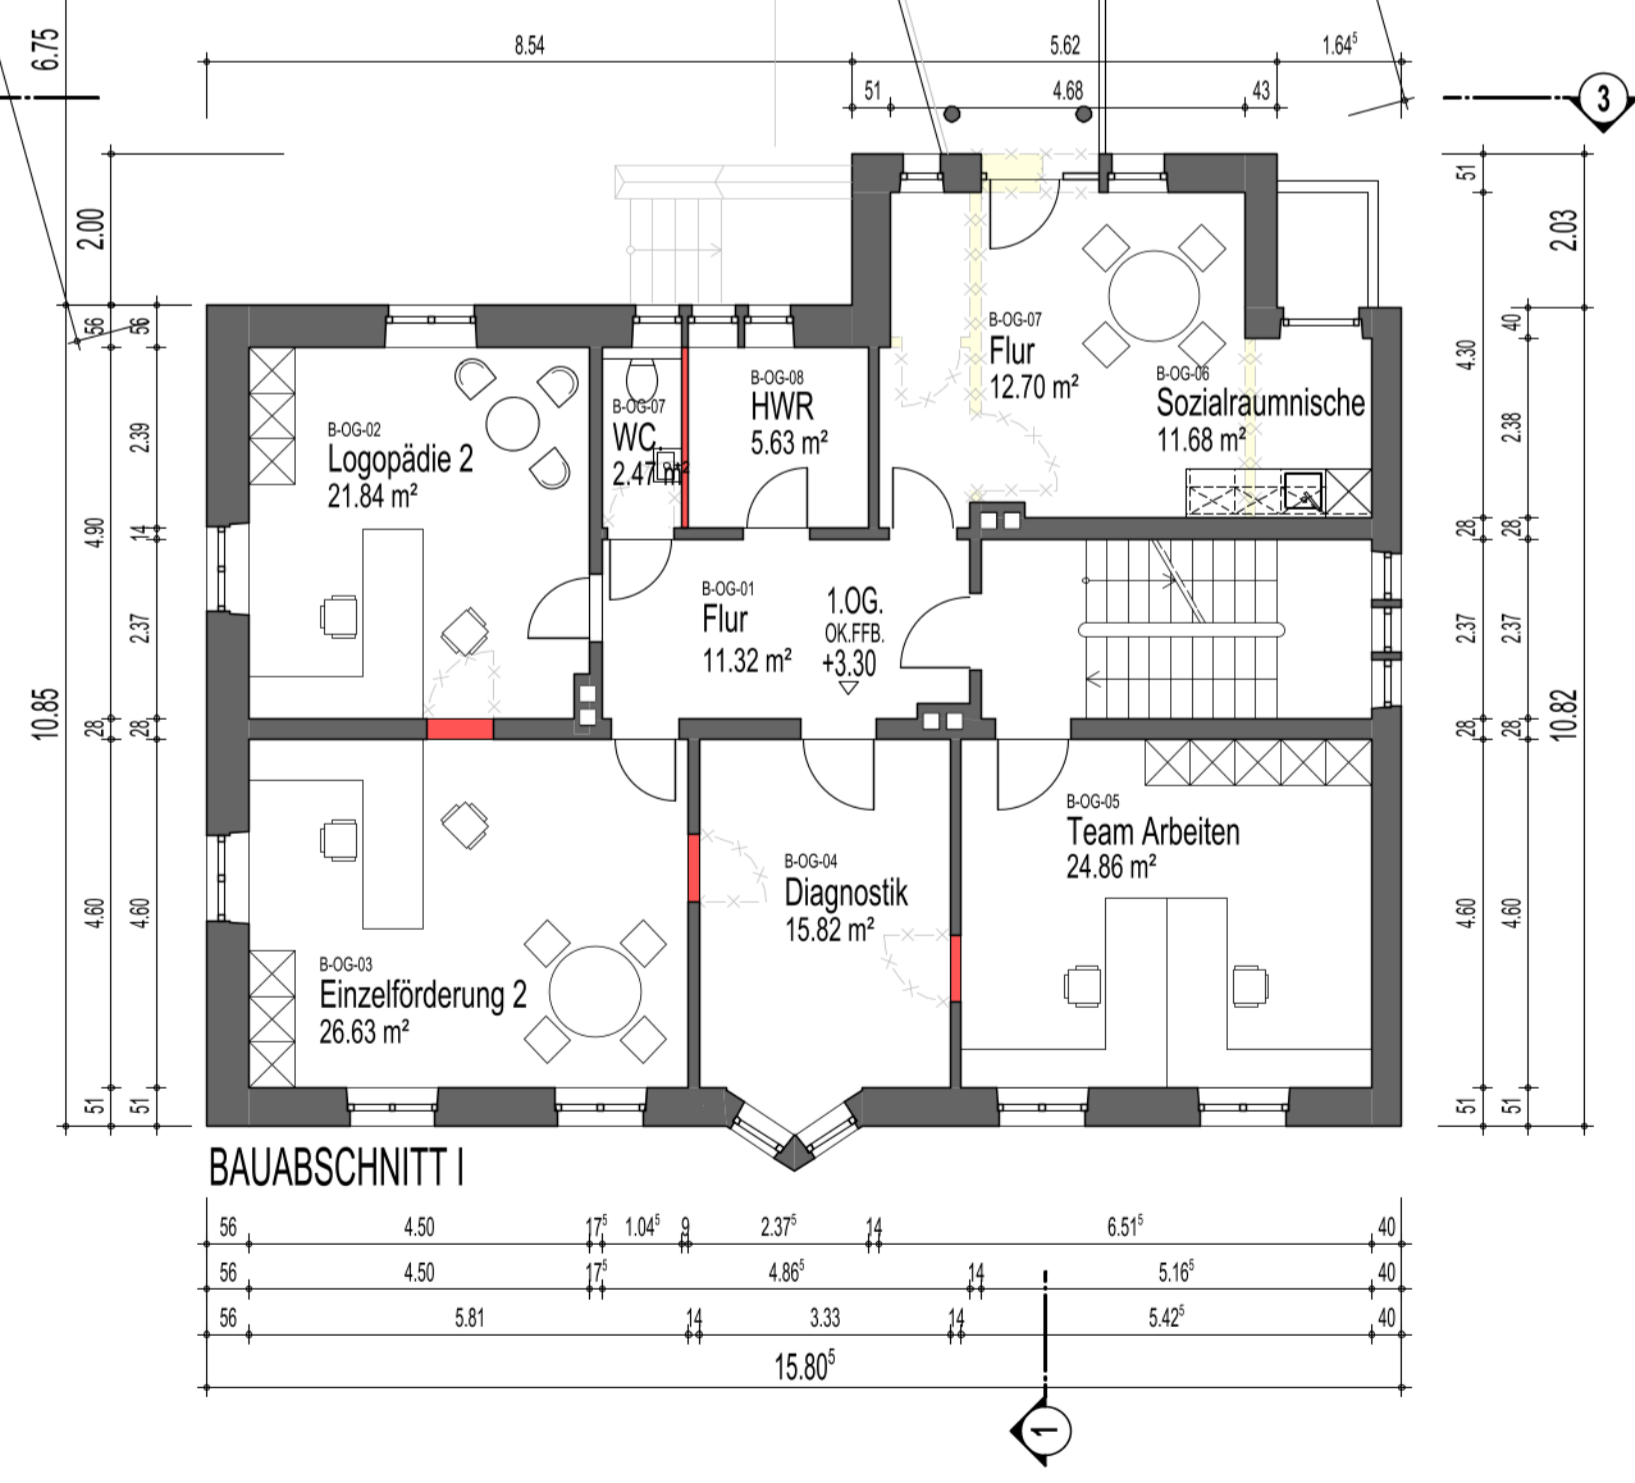 6.75
8.54
5.62
1.64⁵
51
4.68
43
3
2.00
56
56
2.39
4.90
14
2.37
10.85
28
28
4.60
4.60
51
51
51
2.03
40
4.30
2.38
28
28
2.37
2.37
10.82
28
28
4.60
4.60
51
51
B-OG-07
Flur
12.70 m²
B-OG-06
Sozialraumnische
11.68 m²
B-OG-08
HWR
5.63 m²
B-OG-07
WC
2.47 m²
B-OG-02
Logopädie 2
21.84 m²
B-OG-01
Flur
11.32 m²
1.OG.
OK.FFB.
+3.30
B-OG-05
Team Arbeiten
24.86 m²
B-OG-04
Diagnostik
15.82 m²
B-OG-03
Einzelförderung 2
26.63 m²
BAUABSCHNITT I
56 4.50 17⁵ 1.04⁵ 9 2.37⁵ 14 6.51⁵ 40
56 4.50 17⁵ 4.86⁵ 14 5.16⁵ 40
56 5.81 14 3.33 14 5.42⁵ 40
15.80⁵
1